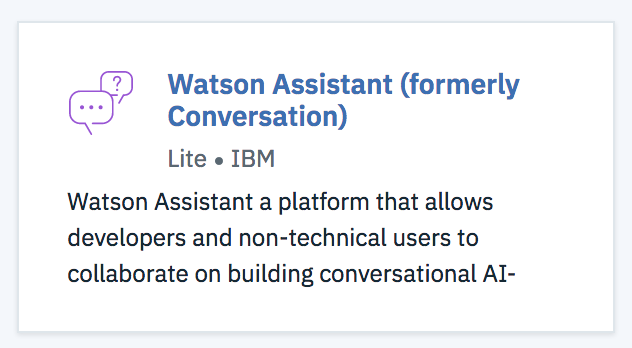 ?
Watson Assistant (formerly
Conversation)
Lite • IBM
Watson Assistant a platform that allows
developers and non-technical users to
collaborate on building conversational AI-